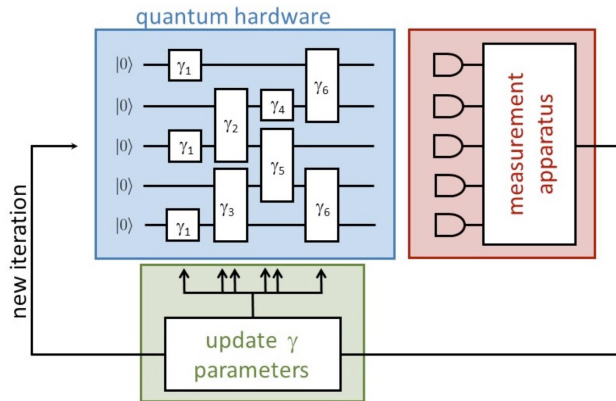 quantum hardware
|0⟩ γ₁ γ₆
|0⟩ γ₂ γ₄
|0⟩ γ₁ γ₅
|0⟩ γ₃ γ₆
|0⟩ γ₁
measurement
apparatus
new iteration
update γ
parameters